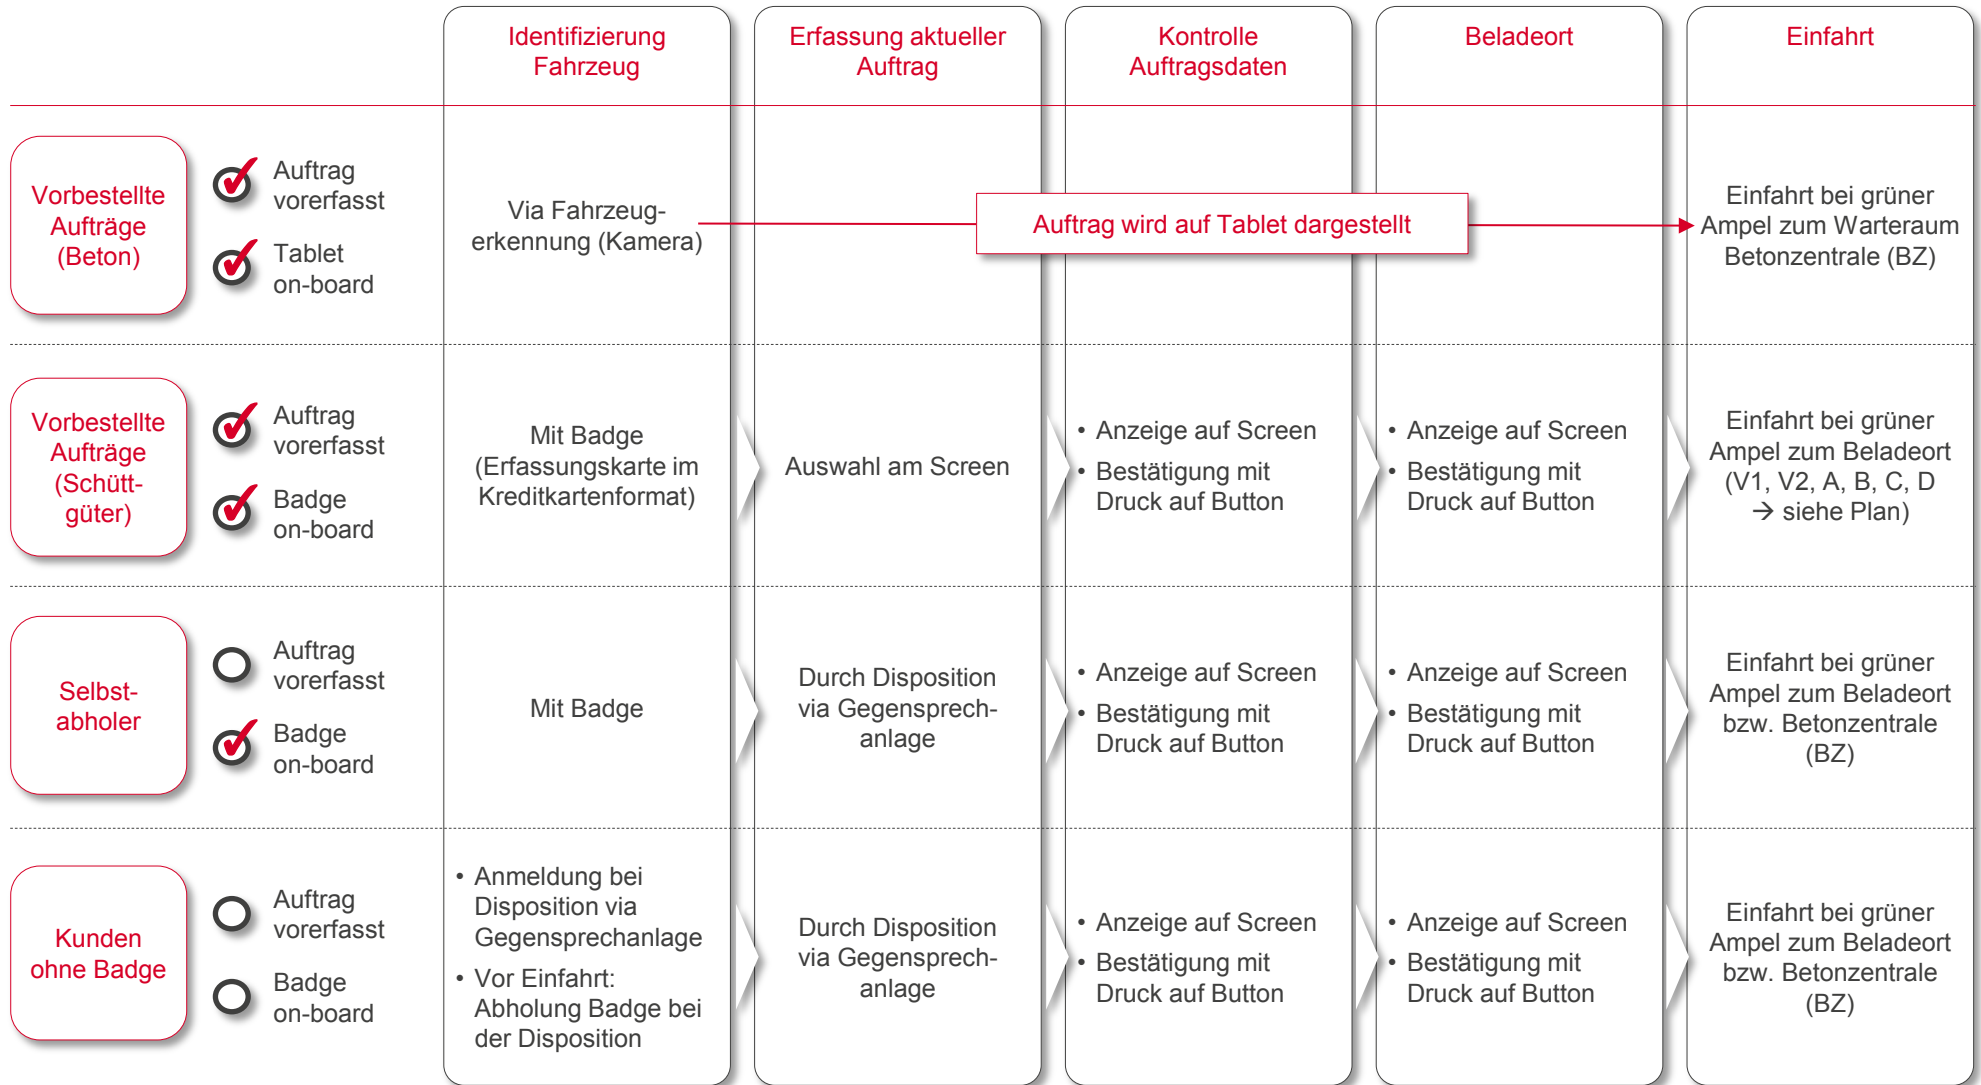 Identifizierung
Fahrzeug
Erfassung aktueller
Auftrag
Kontrolle
Auftragsdaten
Beladeort
Einfahrt
Vorbestellte
Aufträge
(Beton)
Auftrag
vorerfasst
Tablet
on-board
Via Fahrzeug-
erkennung (Kamera)
Auftrag wird auf Tablet dargestellt
Einfahrt bei grüner
Ampel zum Warteraum
Betonzentrale (BZ)
Vorbestellte
Aufträge
(Schütt-
güter)
Auftrag
vorerfasst
Badge
on-board
Mit Badge
(Erfassungskarte im
Kreditkartenformat)
Auswahl am Screen
• Anzeige auf Screen
• Bestätigung mit
Druck auf Button
• Anzeige auf Screen
• Bestätigung mit
Druck auf Button
Einfahrt bei grüner
Ampel zum Beladeort
(V1, V2, A, B, C, D
→ siehe Plan)
Selbst-
abholer
Auftrag
vorerfasst
Badge
on-board
Mit Badge
Durch Disposition
via Gegensprech-
anlage
• Anzeige auf Screen
• Bestätigung mit
Druck auf Button
• Anzeige auf Screen
• Bestätigung mit
Druck auf Button
Einfahrt bei grüner
Ampel zum Beladeort
bzw. Betonzentrale
(BZ)
Kunden
ohne Badge
Auftrag
vorerfasst
Badge
on-board
• Anmeldung bei
Disposition via
Gegensprechanlage
• Vor Einfahrt:
Abholung Badge bei
der Disposition
Durch Disposition
via Gegensprech-
anlage
• Anzeige auf Screen
• Bestätigung mit
Druck auf Button
• Anzeige auf Screen
• Bestätigung mit
Druck auf Button
Einfahrt bei grüner
Ampel zum Beladeort
bzw. Betonzentrale
(BZ)